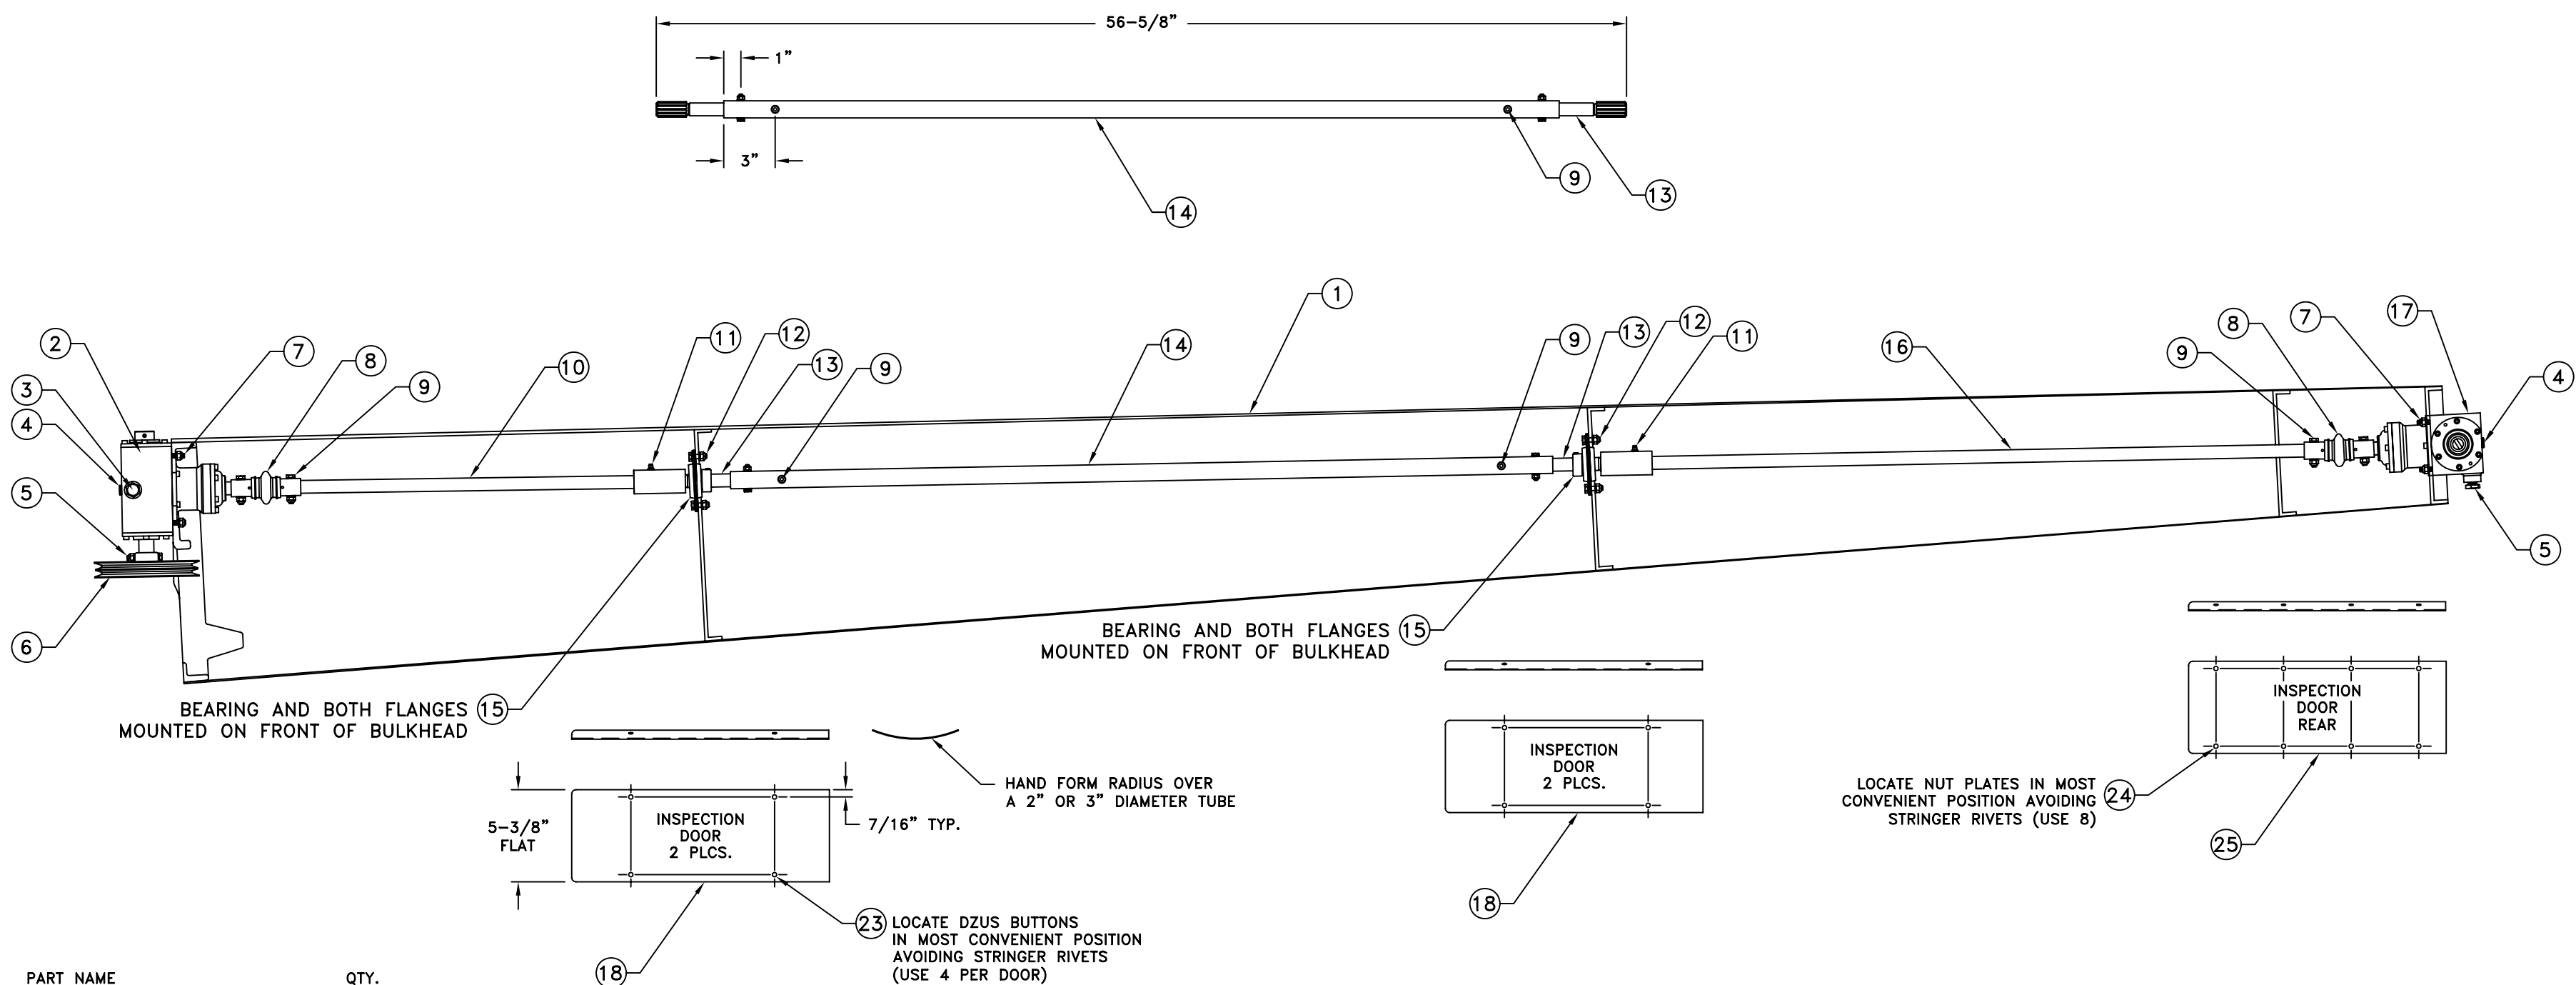 56-5/8"
1"
3"
9
13
14
1
2
7
8
3
4
9
10
11
12
13
9
14
9
13
12
11
16
8
7
17
9
4
5
6
5
BEARING AND BOTH FLANGES 15
MOUNTED ON FRONT OF BULKHEAD
BEARING AND BOTH FLANGES 15
MOUNTED ON FRONT OF BULKHEAD
HAND FORM RADIUS OVER
A 2" OR 3" DIAMETER TUBE
5-3/8"
FLAT
7/16" TYP.
INSPECTION
DOOR
2 PLCS.
18
23 LOCATE DZUS BUTTONS
IN MOST CONVENIENT POSITION
AVOIDING STRINGER RIVETS
(USE 4 PER DOOR)
INSPECTION
DOOR
2 PLCS.
18
INSPECTION
DOOR
REAR
LOCATE NUT PLATES IN MOST
CONVENIENT POSITION AVOIDING 24
STRINGER RIVETS (USE 8)
25
PART NAME QTY.